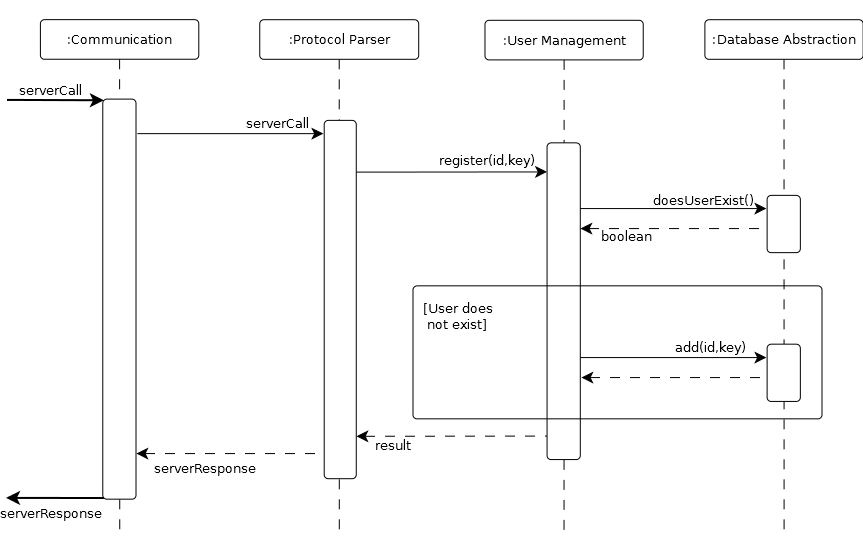 :Communication
:Protocol Parser
:User Management
:Database Abstraction
serverCall
serverCall
register(id,key)
doesUserExist()
boolean
[User does
not exist]
add(id,key)
result
serverResponse
serverResponse